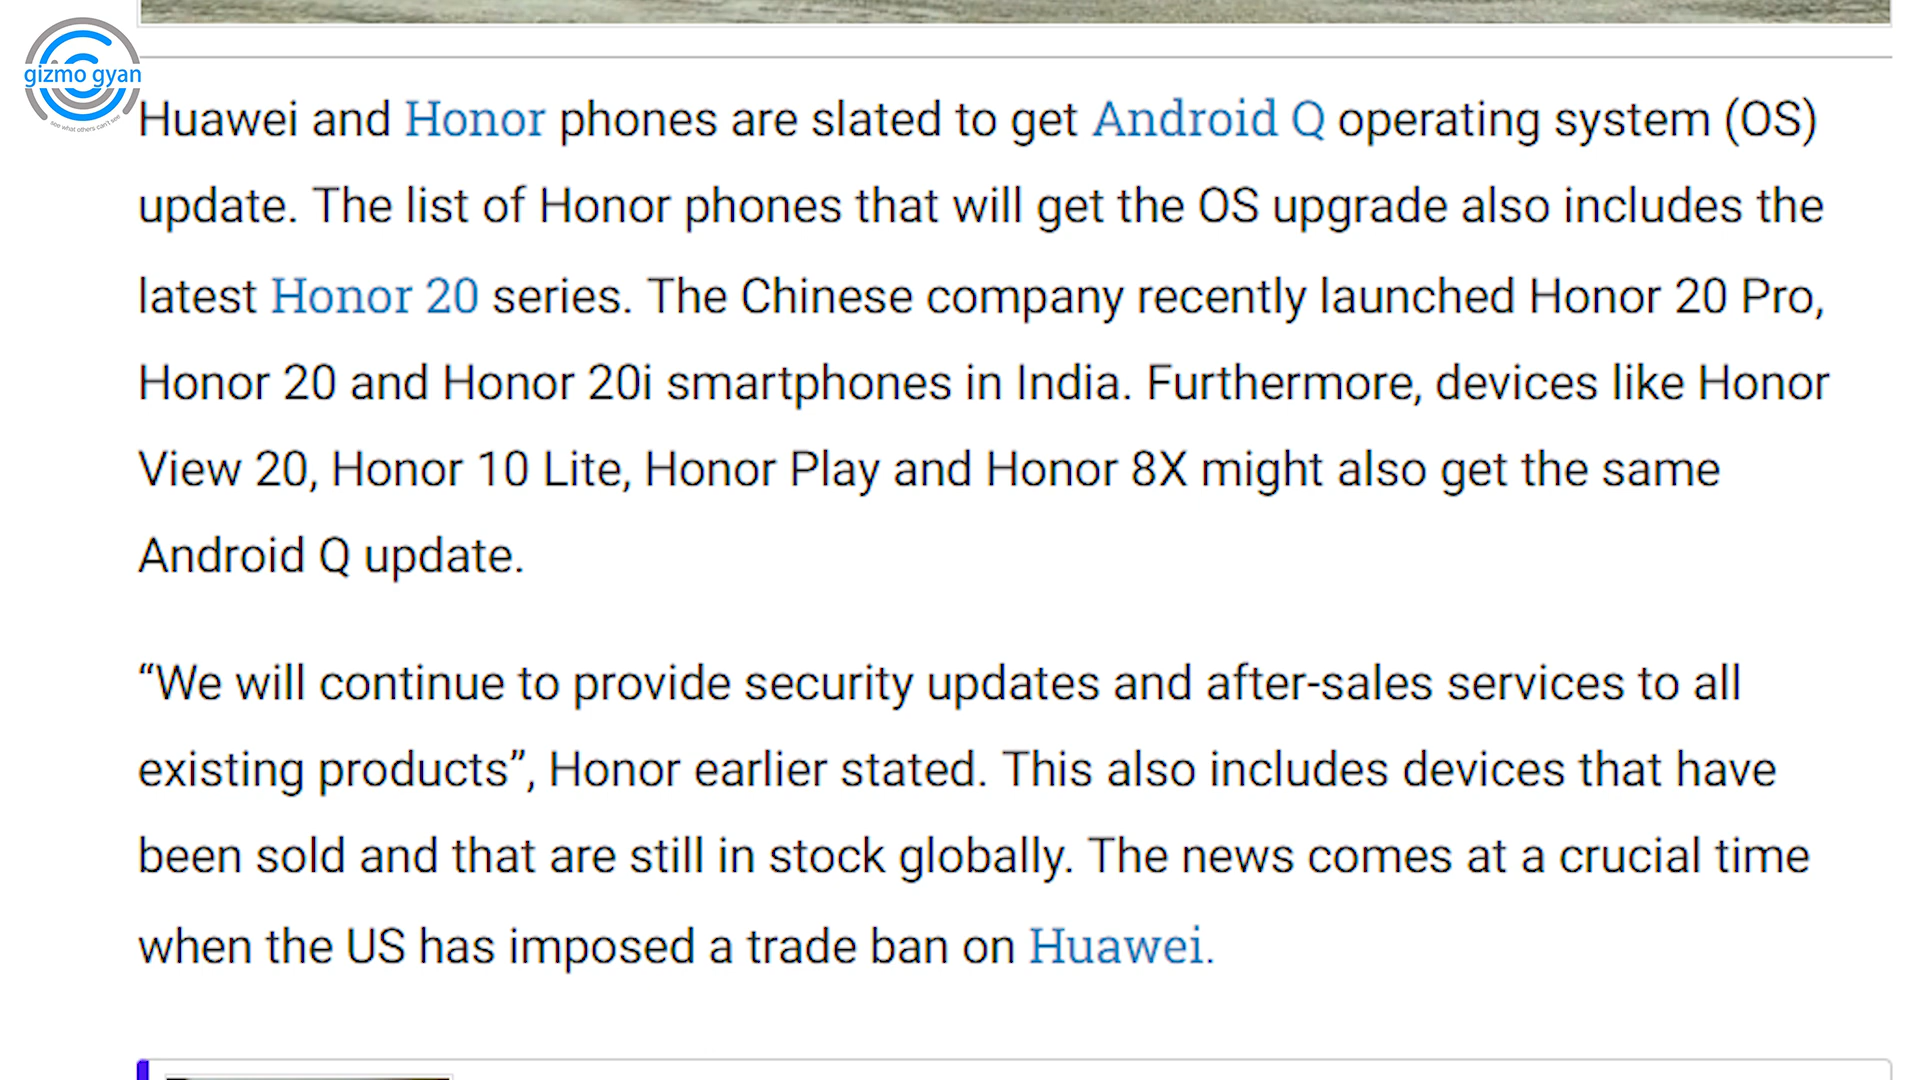 gizmo gyan
see what others can't see
Huawei and Honor phones are slated to get Android Q operating system (OS)
update. The list of Honor phones that will get the OS upgrade also includes the
latest Honor 20 series. The Chinese company recently launched Honor 20 Pro,
Honor 20 and Honor 20i smartphones in India. Furthermore, devices like Honor
View 20, Honor 10 Lite, Honor Play and Honor 8X might also get the same
Android Q update.
“We will continue to provide security updates and after-sales services to all
existing products”, Honor earlier stated. This also includes devices that have
been sold and that are still in stock globally. The news comes at a crucial time
when the US has imposed a trade ban on Huawei.